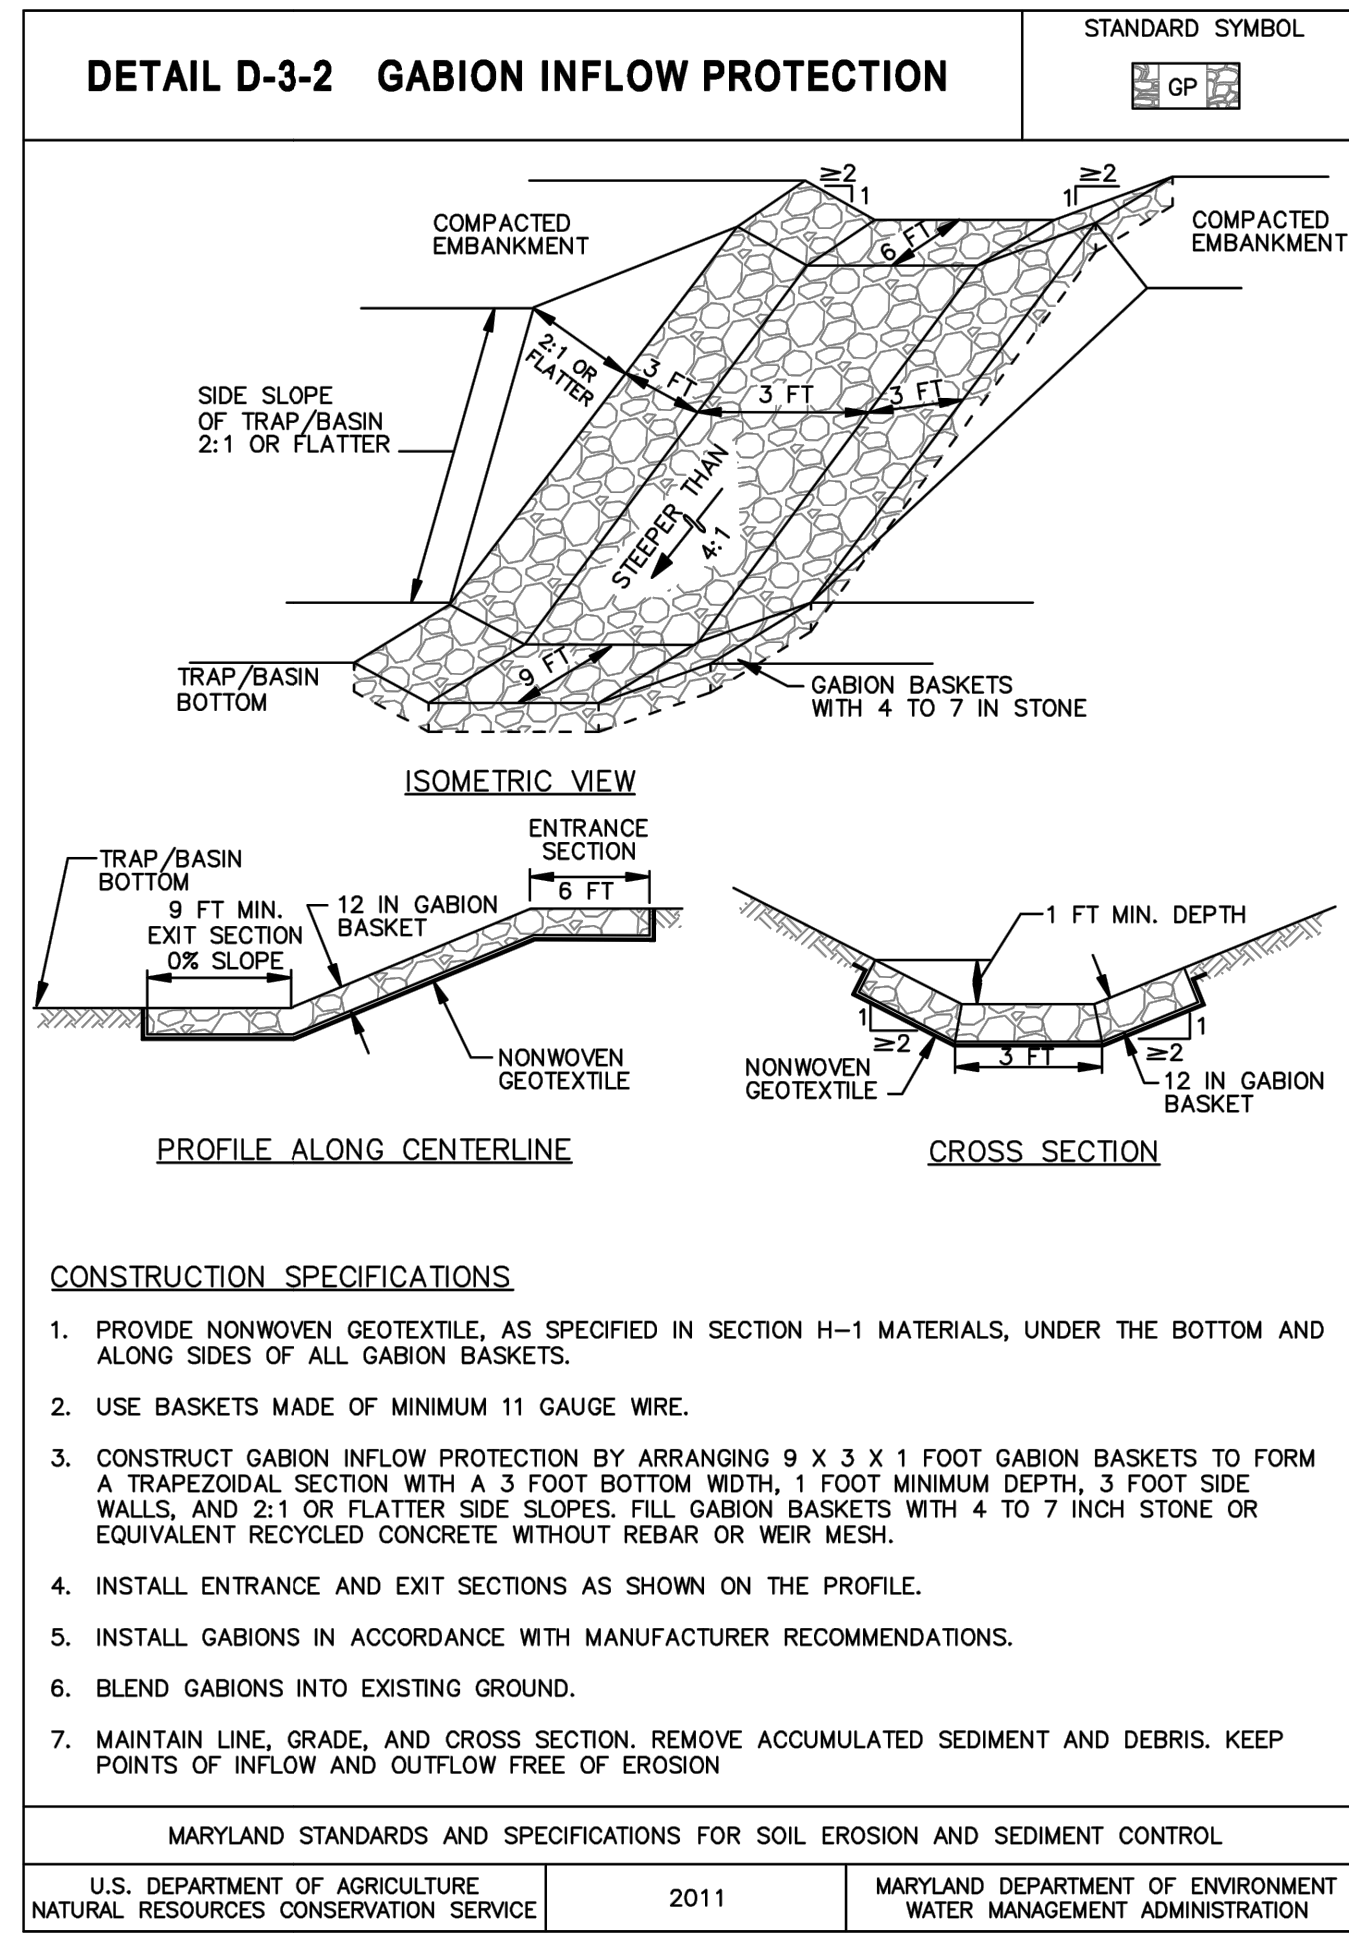 DETAIL D-3-2 GABION INFLOW PROTECTION
STANDARD SYMBOL
GP
≥2
1
≥2
1
COMPACTED
EMBANKMENT
COMPACTED
EMBANKMENT
6 FT
2:1 OR
FLATTER
3 FT
3 FT
3 FT
SIDE SLOPE
OF TRAP/BASIN
2:1 OR FLATTER
STEEPER THAN
4:1
9 FT
TRAP/BASIN
BOTTOM
GABION BASKETS
WITH 4 TO 7 IN STONE
ISOMETRIC VIEW
ENTRANCE
SECTION
6 FT
TRAP/BASIN
BOTTOM
9 FT MIN.
EXIT SECTION
0% SLOPE
12 IN GABION
BASKET
NONWOVEN
GEOTEXTILE
PROFILE ALONG CENTERLINE
1 FT MIN. DEPTH
1
≥2
3 FT
1
≥2
NONWOVEN
GEOTEXTILE
12 IN GABION
BASKET
CROSS SECTION
CONSTRUCTION SPECIFICATIONS
1. PROVIDE NONWOVEN GEOTEXTILE, AS SPECIFIED IN SECTION H-1 MATERIALS, UNDER THE BOTTOM AND
ALONG SIDES OF ALL GABION BASKETS.
2. USE BASKETS MADE OF MINIMUM 11 GAUGE WIRE.
3. CONSTRUCT GABION INFLOW PROTECTION BY ARRANGING 9 X 3 X 1 FOOT GABION BASKETS TO FORM
A TRAPEZOIDAL SECTION WITH A 3 FOOT BOTTOM WIDTH, 1 FOOT MINIMUM DEPTH, 3 FOOT SIDE
WALLS, AND 2:1 OR FLATTER SIDE SLOPES. FILL GABION BASKETS WITH 4 TO 7 INCH STONE OR
EQUIVALENT RECYCLED CONCRETE WITHOUT REBAR OR WEIR MESH.
4. INSTALL ENTRANCE AND EXIT SECTIONS AS SHOWN ON THE PROFILE.
5. INSTALL GABIONS IN ACCORDANCE WITH MANUFACTURER RECOMMENDATIONS.
6. BLEND GABIONS INTO EXISTING GROUND.
7. MAINTAIN LINE, GRADE, AND CROSS SECTION. REMOVE ACCUMULATED SEDIMENT AND DEBRIS. KEEP
POINTS OF INFLOW AND OUTFLOW FREE OF EROSION
MARYLAND STANDARDS AND SPECIFICATIONS FOR SOIL EROSION AND SEDIMENT CONTROL
U.S. DEPARTMENT OF AGRICULTURE
NATURAL RESOURCES CONSERVATION SERVICE
2011
MARYLAND DEPARTMENT OF ENVIRONMENT
WATER MANAGEMENT ADMINISTRATION